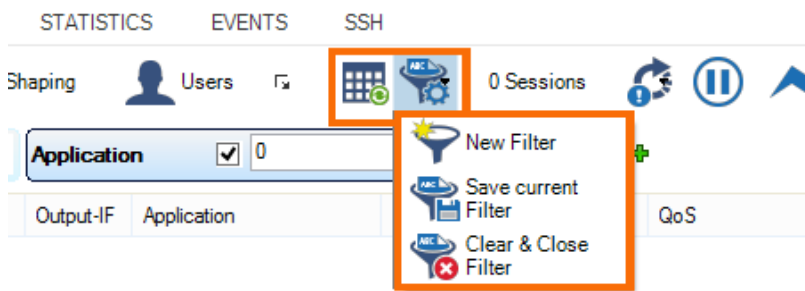 STATISTICS EVENTS SSH
Shaping Users 0 Sessions
Application 0
New Filter
Save current
Filter
Clear & Close
Filter
Output-IF Application QoS